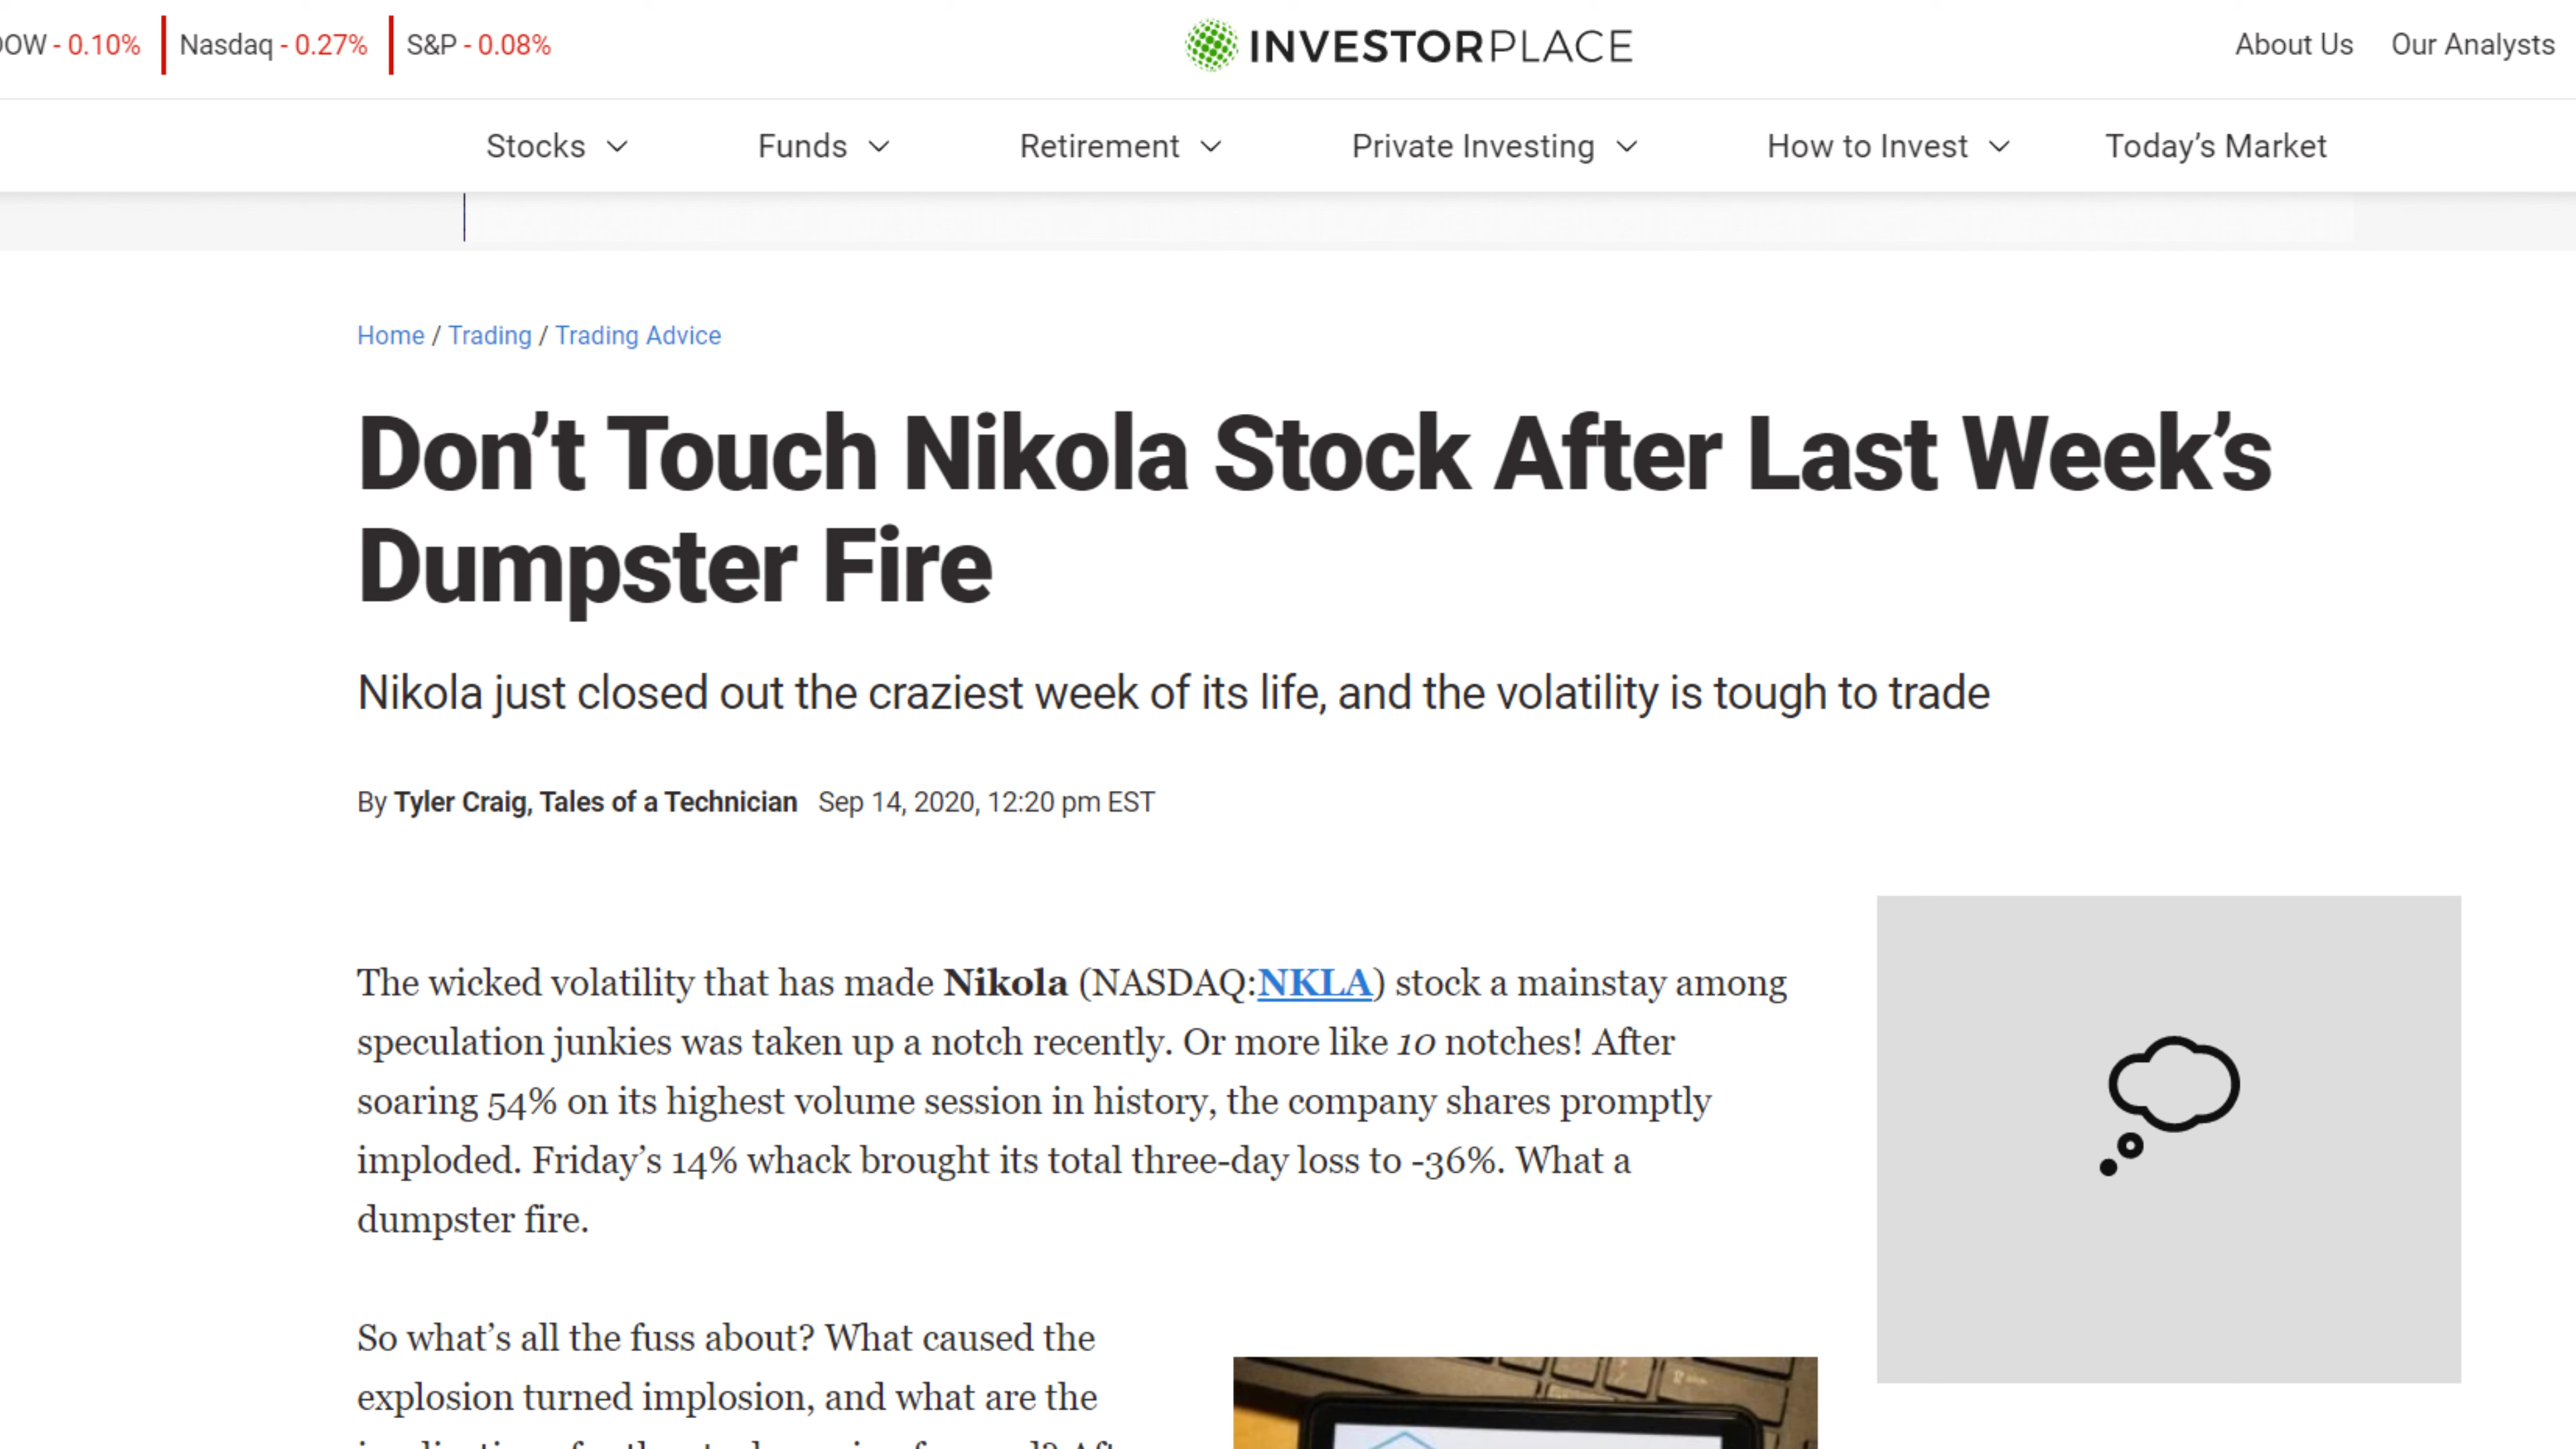 DOW - 0.10% Nasdaq - 0.27% S&P - 0.08%
INVESTORPLACE
About Us Our Analysts
Stocks Funds Retirement Private Investing How to Invest Today’s Market
Home / Trading / Trading Advice
Don’t Touch Nikola Stock After Last Week’s
Dumpster Fire
Nikola just closed out the craziest week of its life, and the volatility is tough to trade
By Tyler Craig, Tales of a Technician Sep 14, 2020, 12:20 pm EST
The wicked volatility that has made Nikola (NASDAQ:NKLA) stock a mainstay among
speculation junkies was taken up a notch recently. Or more like 10 notches! After
soaring 54% on its highest volume session in history, the company shares promptly
imploded. Friday’s 14% whack brought its total three-day loss to -36%. What a
dumpster fire.
So what’s all the fuss about? What caused the
explosion turned implosion, and what are the